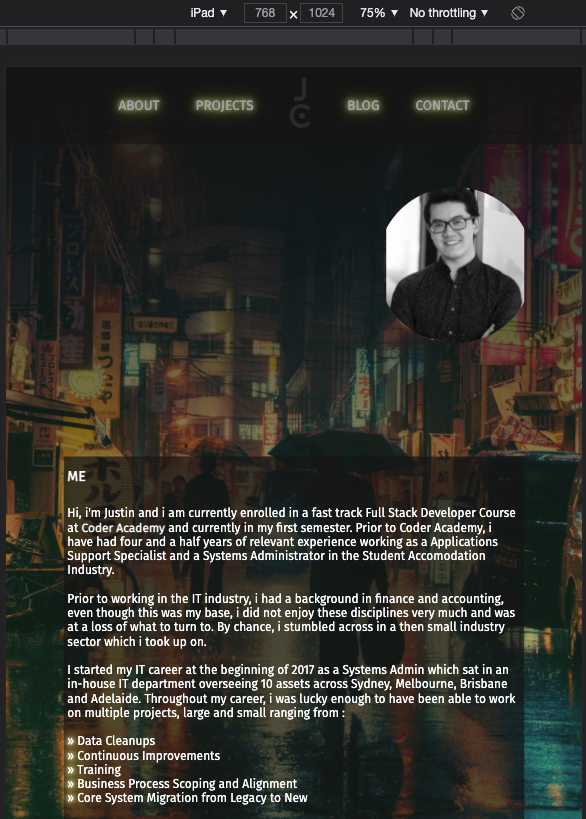 iPad ▼ 768 × 1024 75% ▼ No throttling ▼
ABOUT PROJECTS JC BLOG CONTACT
ME
Hi, i'm Justin and i am currently enrolled in a fast track Full Stack Developer Course
at Coder Academy and currently in my first semester. Prior to Coder Academy, i
have had four and a half years of relevant experience working as a Applications
Support Specialist and a Systems Administrator in the Student Accomodation
Industry.
Prior to working in the IT industry, i had a background in finance and accounting,
even though this was my base, i did not enjoy these disciplines very much and was
at a loss of what to turn to. By chance, i stumbled across in a then small industry
sector which i took up on.
I started my IT career at the beginning of 2017 as a Systems Admin which sat in an
in-house IT department overseeing 10 assets across Sydney, Melbourne, Brisbane
and Adelaide. Throughout my career, i was lucky enough to have been able to work
on multiple projects, large and small ranging from :
» Data Cleanups
» Continuous Improvements
» Training
» Business Process Scoping and Alignment
» Core System Migration from Legacy to New